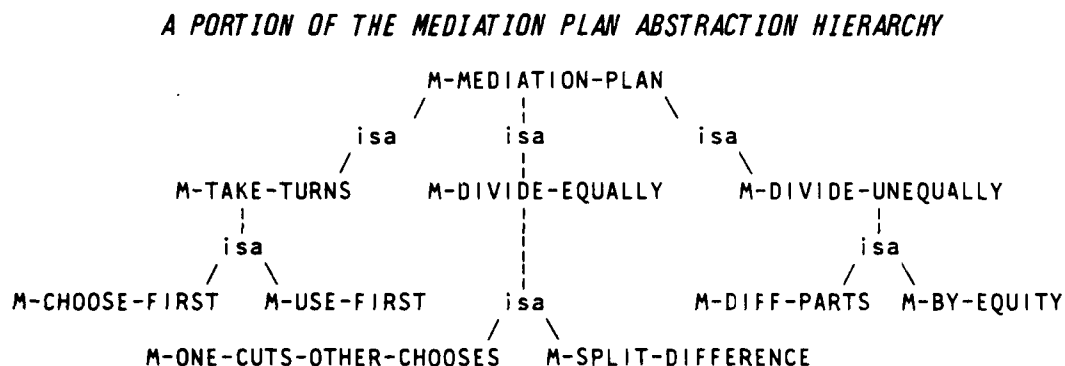 A PORTION OF THE MEDIATION PLAN ABSTRACTION HIERARCHY
M-MEDIATION-PLAN
isa isa isa
M-TAKE-TURNS M-DIVIDE-EQUALLY M-DIVIDE-UNEQUALLY
isa isa
M-CHOOSE-FIRST M-USE-FIRST isa M-DIFF-PARTS M-BY-EQUITY
M-ONE-CUTS-OTHER-CHOOSES M-SPLIT-DIFFERENCE